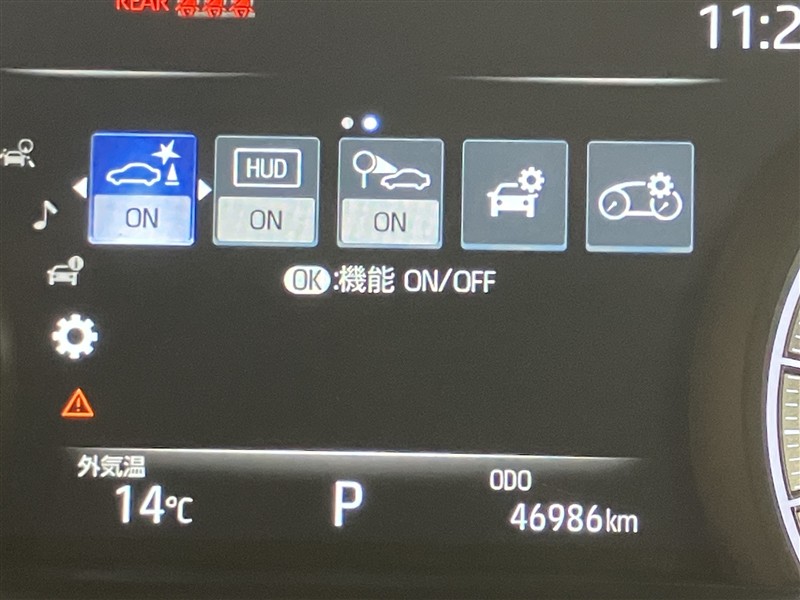 REAR
11:2
ON
HUD
ON
ON
OK:機能 ON/OFF
外気温
14℃
P
ODO
46986km